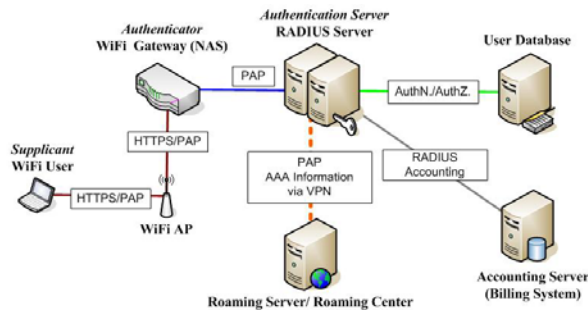 Authenticator
WiFi Gateway (NAS)
Authentication Server
RADIUS Server
User Database
PAP
AuthN./AuthZ.
HTTPS/PAP
Supplicant
WiFi User
HTTPS/PAP
WiFi AP
PAP
AAA Information
via VPN
RADIUS
Accounting
Roaming Server/ Roaming Center
Accounting Server
(Billing System)